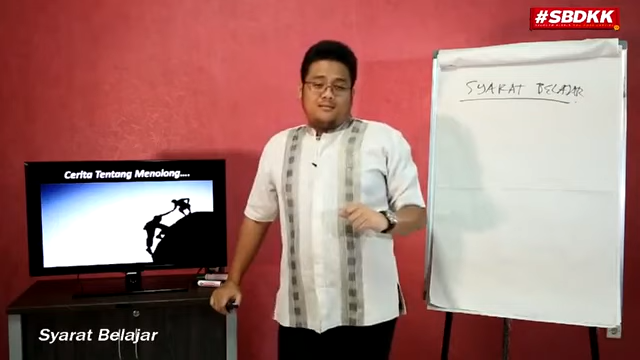 #SBDKK
SYARAT BELAJAR
Cerita Tentang Menolong....
Syarat Belajar